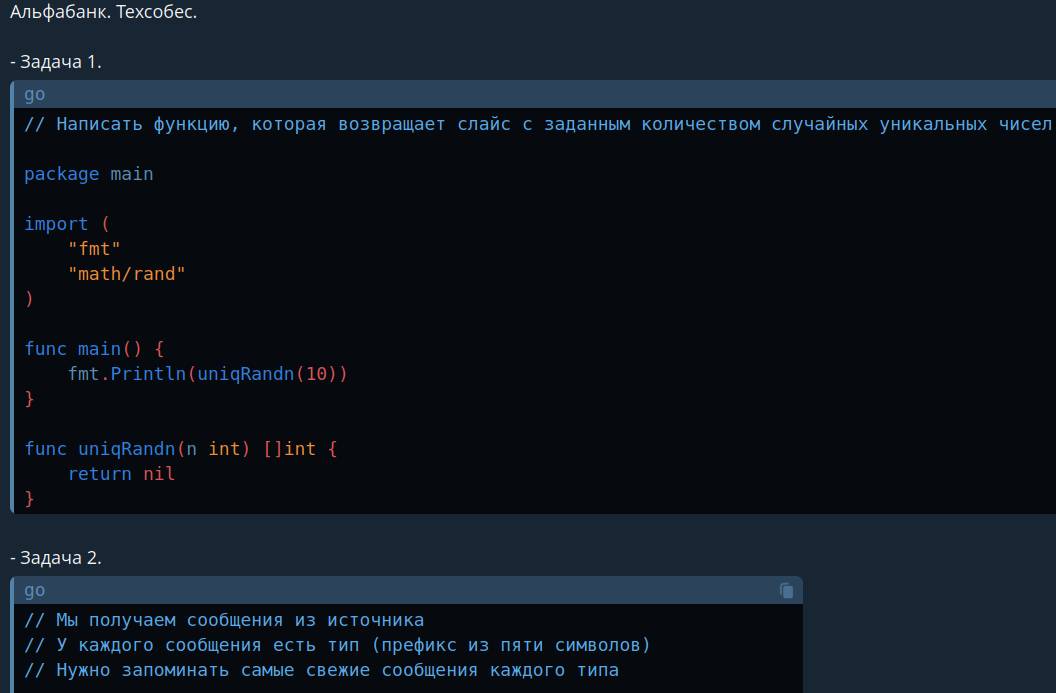 Альфабанк. Техсобес.
- Задача 1.
go
// Написать функцию, которая возвращает слайс с заданным количеством случайных уникальных чисел
package main
import (
"fmt"
"math/rand"
)
func main() {
fmt.Println(uniqRandn(10))
}
func uniqRandn(n int) []int {
return nil
}
- Задача 2.
go
// Мы получаем сообщения из источника
// У каждого сообщения есть тип (префикс из пяти символов)
// Нужно запоминать самые свежие сообщения каждого типа